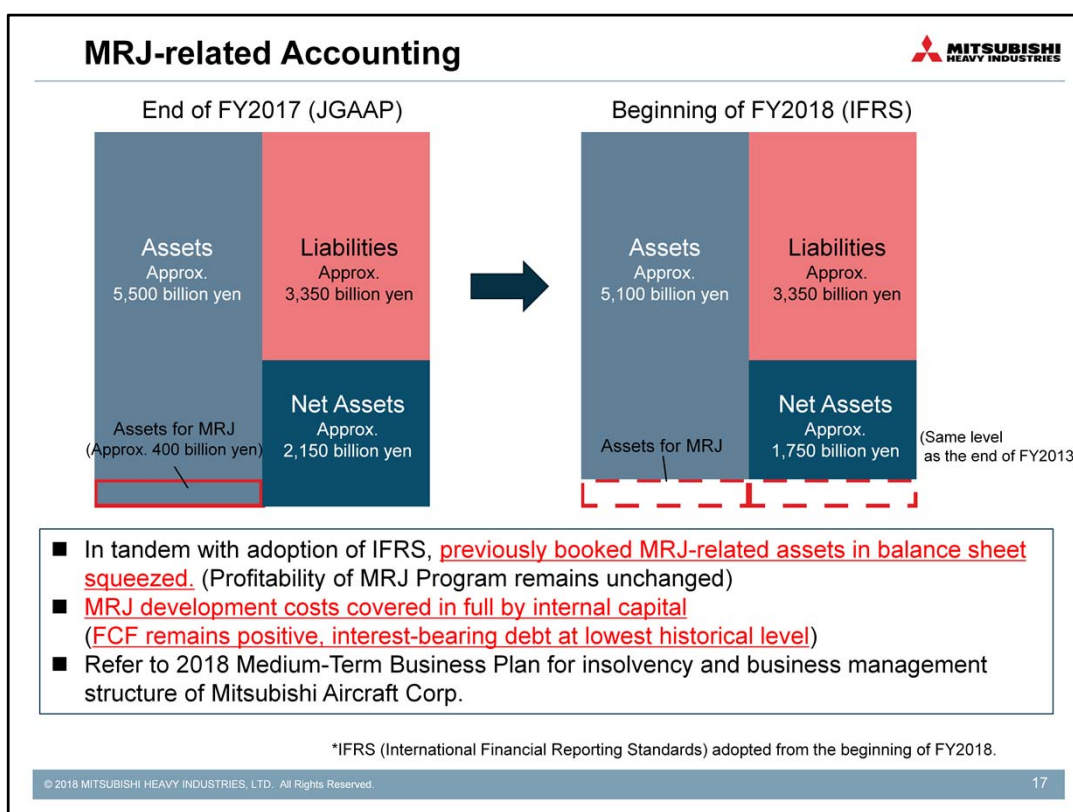 MRJ-related Accounting
MITSUBISHI
HEAVY INDUSTRIES
End of FY2017 (JGAAP)
Assets
Approx.
5,500 billion yen
Liabilities
Approx.
3,350 billion yen
Assets for MRJ
(Approx. 400 billion yen)
Net Assets
Approx.
2,150 billion yen
Beginning of FY2018 (IFRS)
Assets
Approx.
5,100 billion yen
Liabilities
Approx.
3,350 billion yen
Assets for MRJ
Net Assets
Approx.
1,750 billion yen
(Same level
as the end of FY2013
■ In tandem with adoption of IFRS, previously booked MRJ-related assets in balance sheet
squeezed. (Profitability of MRJ Program remains unchanged)
■ MRJ development costs covered in full by internal capital
(FCF remains positive, interest-bearing debt at lowest historical level)
■ Refer to 2018 Medium-Term Business Plan for insolvency and business management
structure of Mitsubishi Aircraft Corp.
*IFRS (International Financial Reporting Standards) adopted from the beginning of FY2018.
© 2018 MITSUBISHI HEAVY INDUSTRIES, LTD. All Rights Reserved.
17